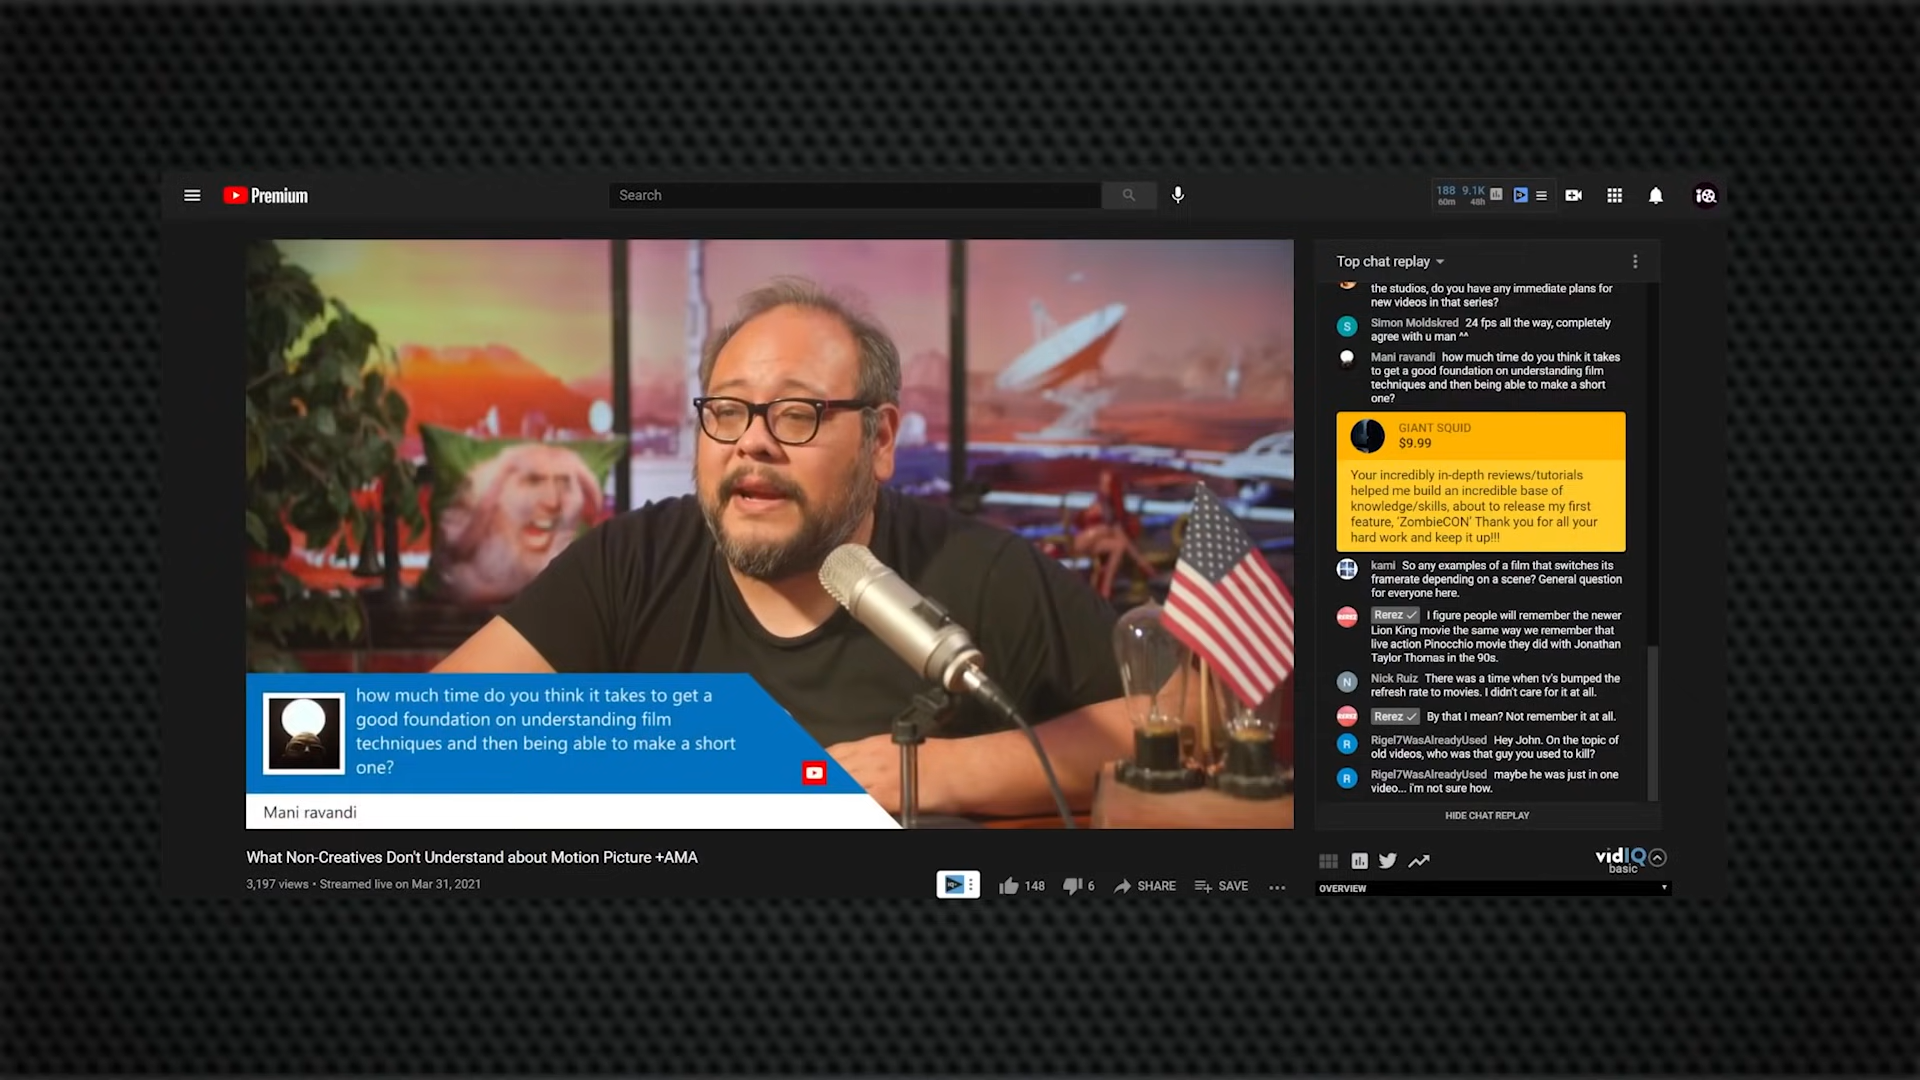 Premium
Search
188 9.1K
60m 48h
Top chat replay
the studios, do you have any immediate plans for
new videos in that series?
S
Simon Moldskred 24 fps all the way, completely
agree with u man ^^
Mani ravandi how much time do you think it takes
to get a good foundation on understanding film
techniques and then being able to make a short
one?
GIANT SQUID
$9.99
Your incredibly in-depth reviews/tutorials
helped me build an incredible base of
knowledge/skills, about to release my first
feature, 'ZombieCON' Thank you for all your
hard work and keep it up!!!
kami So any examples of a film that switches its
framerate depending on a scene? General question
for everyone here.
REREZ
Rerez I figure people will remember the newer
Lion King movie the same way we remember that
live action Pinocchio movie they did with Jonathan
Taylor Thomas in the 90s.
N
Nick Ruiz There was a time when tv's bumped the
refresh rate to movies. I didn't care for it at all.
REREZ
Rerez By that I mean? Not remember it at all.
R
Rigel7WasAlreadyUsed Hey John. On the topic of
old videos, who was that guy you used to kill?
R
Rigel7WasAlreadyUsed maybe he was just in one
video... i'm not sure how.
HIDE CHAT REPLAY
how much time do you think it takes to get a
good foundation on understanding film
techniques and then being able to make a short
one?
Mani ravandi
What Non-Creatives Don't Understand about Motion Picture +AMA
3,197 views • Streamed live on Mar 31, 2021
148
6
SHARE
SAVE
vidIQ
basic
OVERVIEW